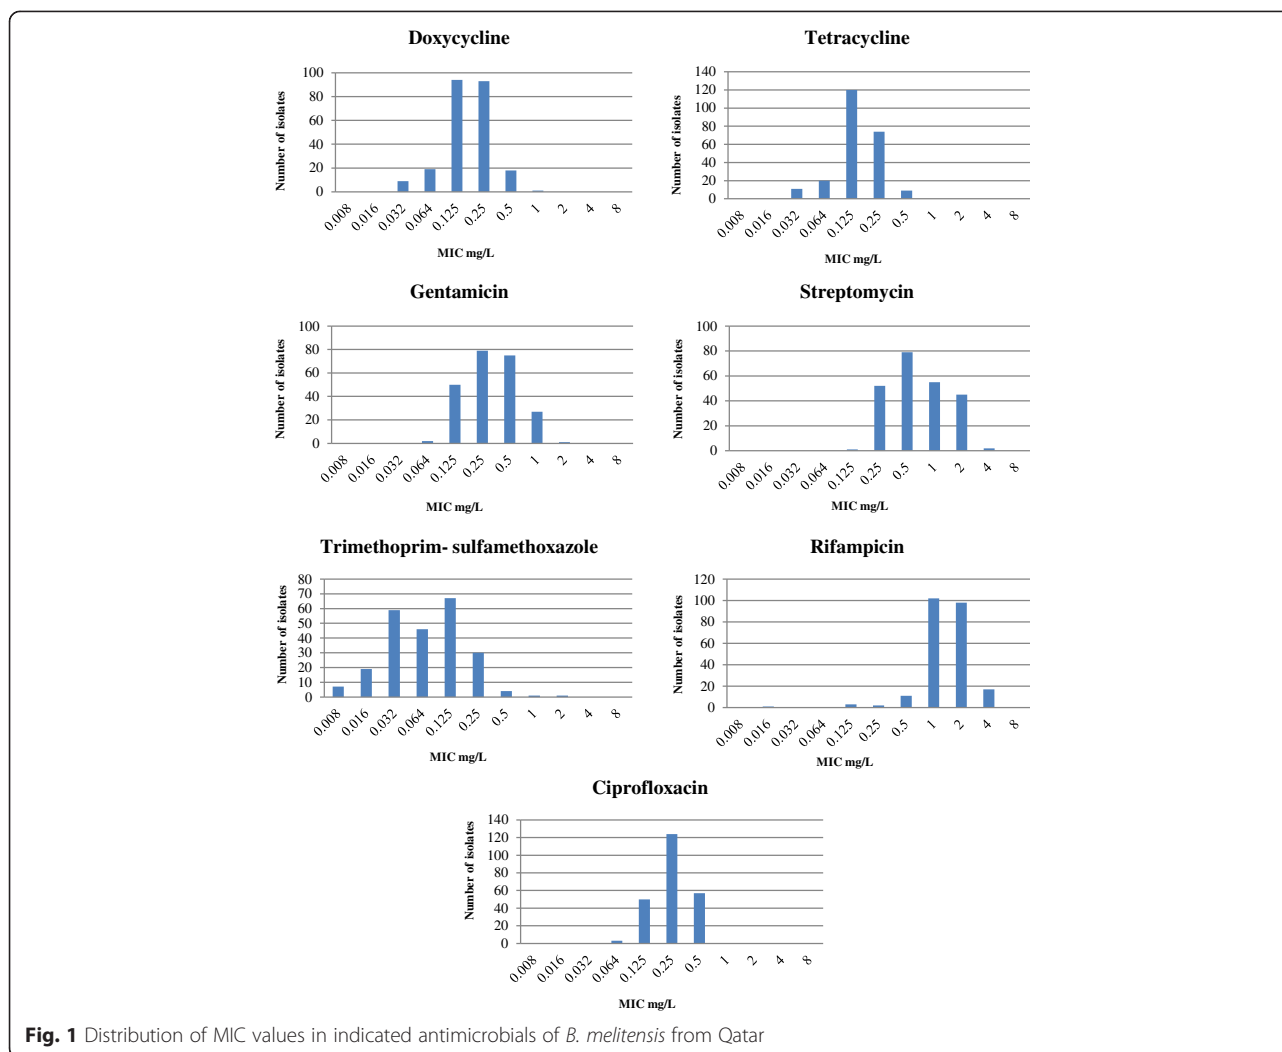 Doxycycline
Number of isolates
100
80
60
40
20
0
0.008 0.016 0.032 0.064 0.125 0.25 0.5 1 2 4 8
MIC mg/L
Tetracycline
Number of isolates
140
120
100
80
60
40
20
0
0.008 0.016 0.032 0.064 0.125 0.25 0.5 1 2 4 8
MIC mg/L
Gentamicin
Number of isolates
100
80
60
40
20
0
0.008 0.016 0.032 0.064 0.125 0.25 0.5 1 2 4 8
MIC mg/L
Streptomycin
Number of isolates
100
80
60
40
20
0
0.008 0.016 0.032 0.064 0.125 0.25 0.5 1 2 4 8
MIC mg/L
Trimethoprim- sulfamethoxazole
Number of isolates
80
70
60
50
40
30
20
10
0
0.008 0.016 0.032 0.064 0.125 0.25 0.5 1 2 4 8
MIC mg/L
Rifampicin
Number of isolates
120
100
80
60
40
20
0
0.008 0.016 0.032 0.064 0.125 0.25 0.5 1 2 4 8
MIC mg/L
Ciprofloxacin
Number of isolates
140
120
100
80
60
40
20
0
0.008 0.016 0.032 0.064 0.125 0.25 0.5 1 2 4 8
MIC mg/L
Fig. 1 Distribution of MIC values in indicated antimicrobials of B. melitensis from Qatar